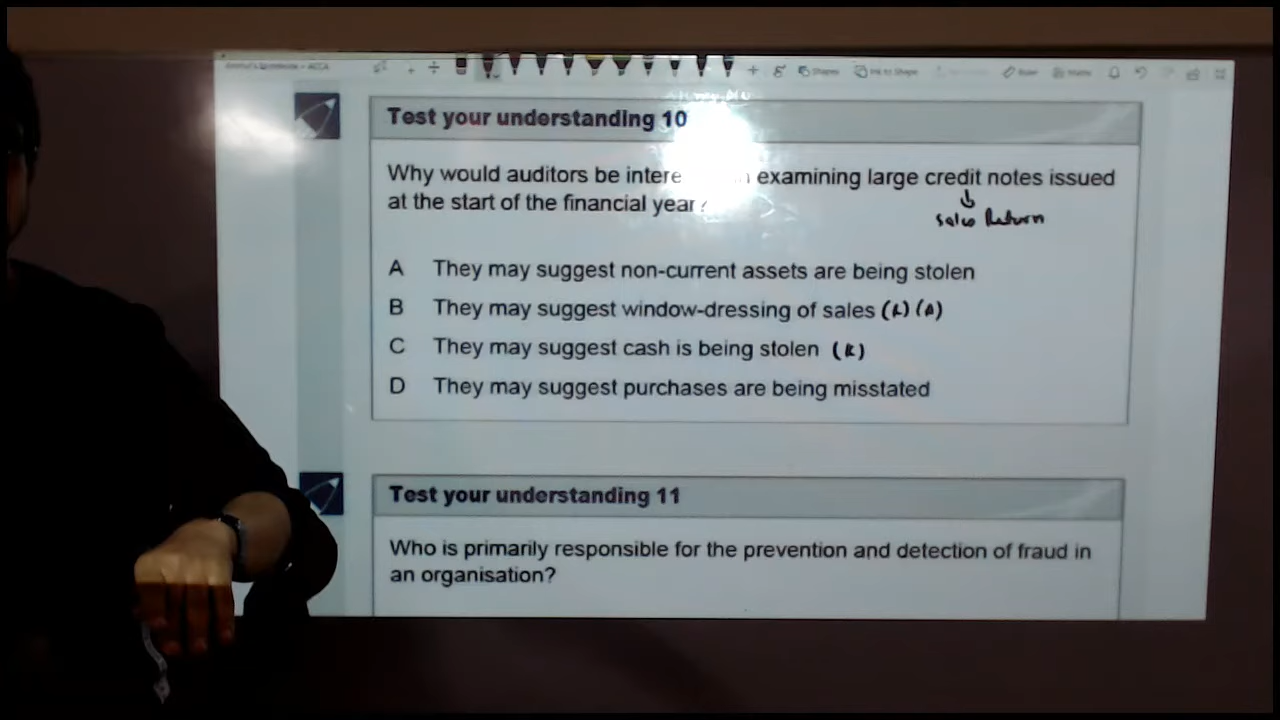 Test your understanding 10
Why would auditors be examining large credit notes issued
at the start of the financial year?
Sales Return
A They may suggest non-current assets are being stolen
B They may suggest window-dressing of sales
C They may suggest cash is being stolen
D They may suggest purchases are being misstated
Test your understanding 11
Who is primarily responsible for the prevention and detection of fraud in
an organisation?